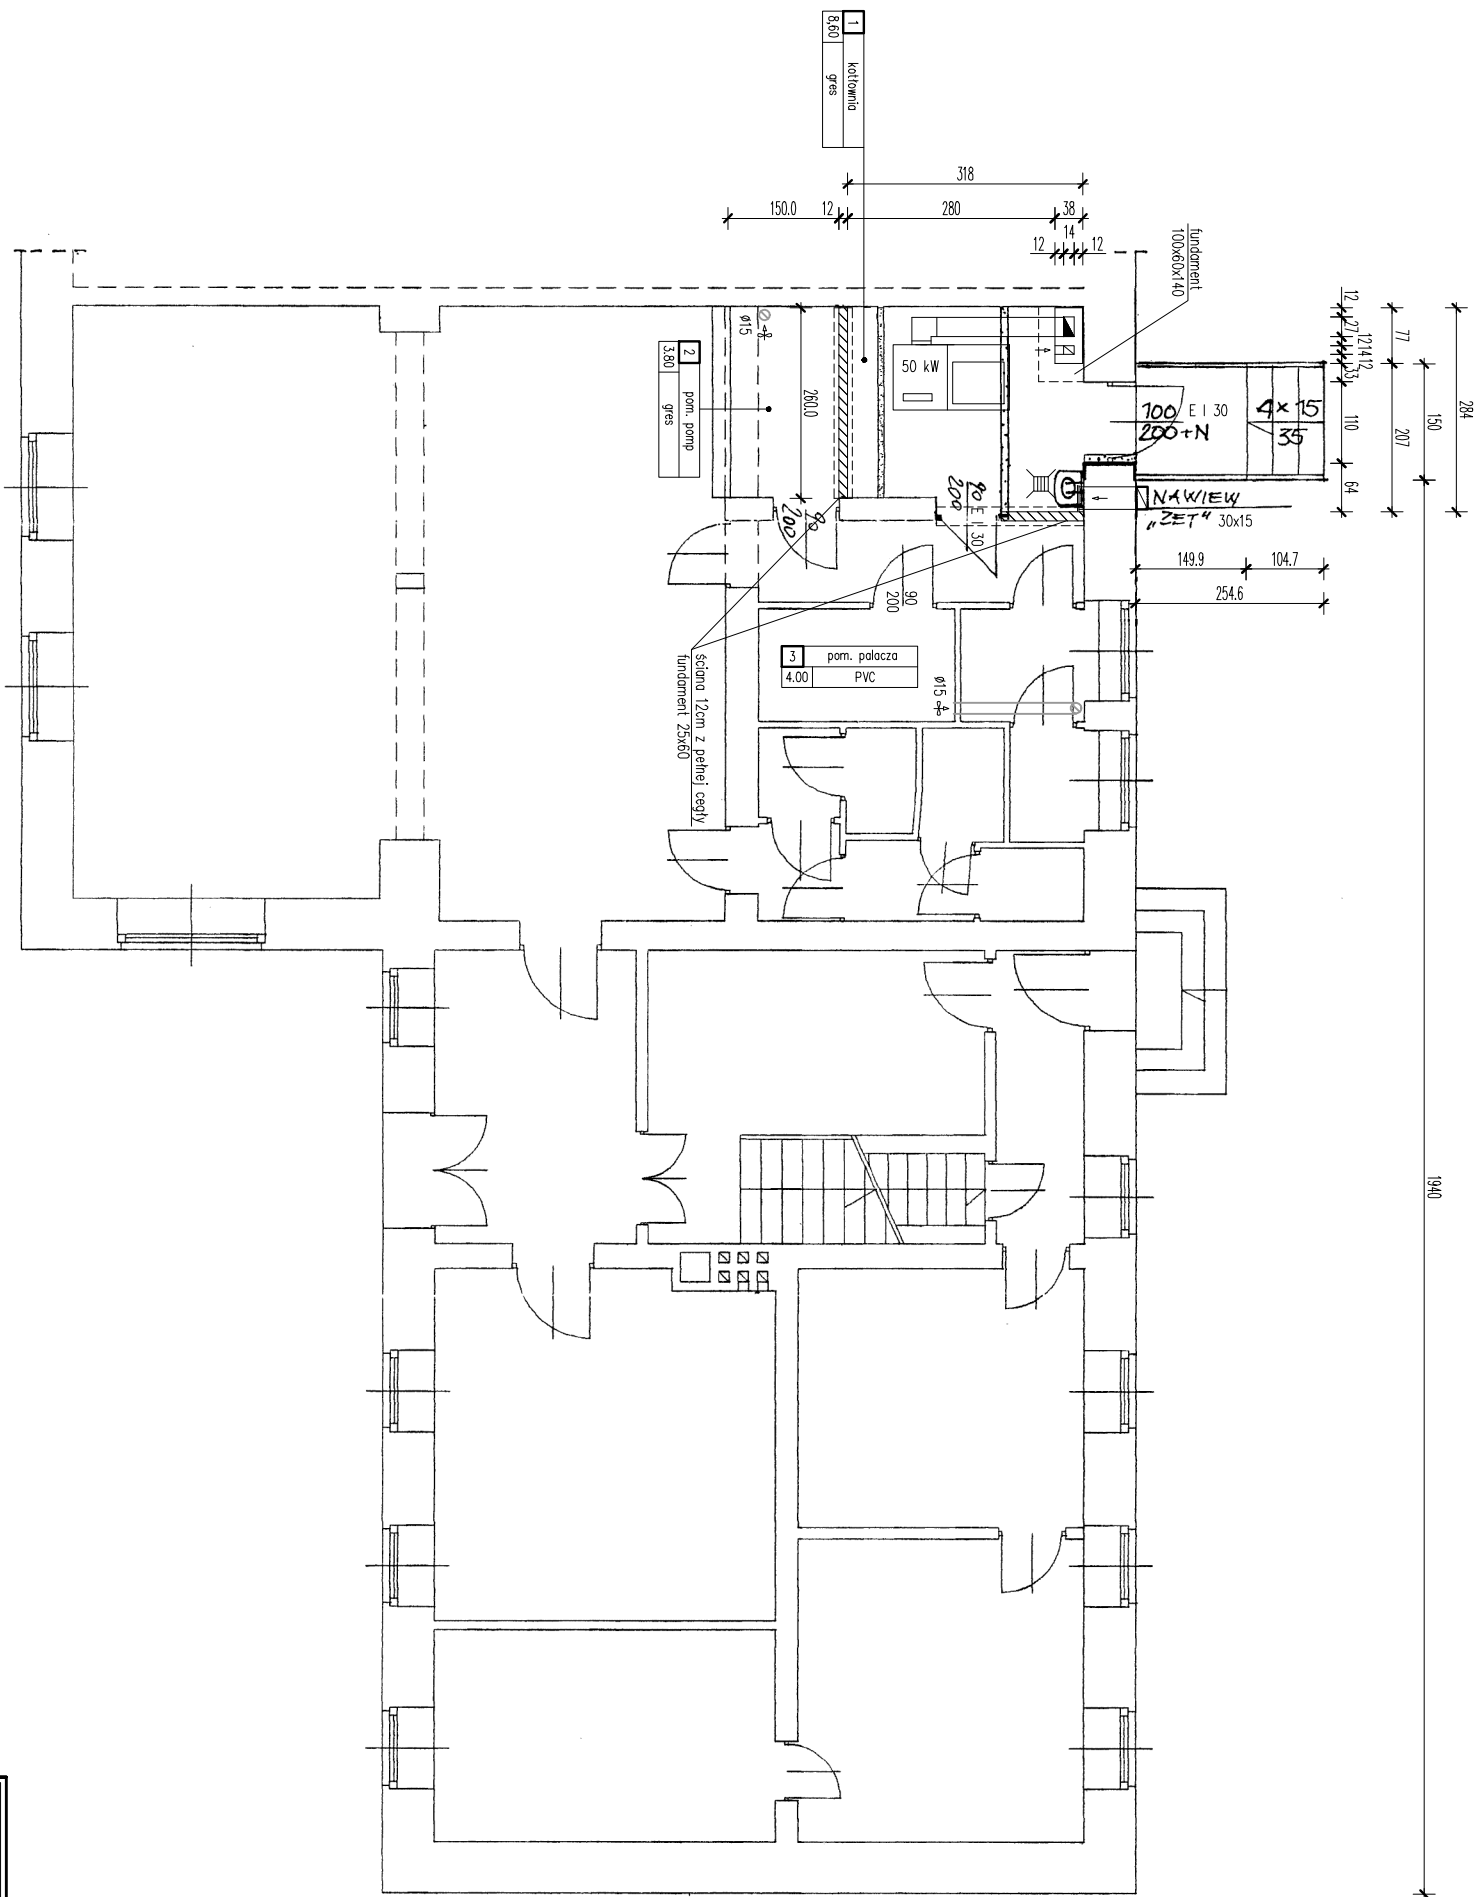 1 kotłownia
8,60 gres
318
150.0
12
280
38
12
14
12
fundament
100x60x140
12
27
12
14
12
33
77
150
284
110
207
64
1940
50 kW
100 E I 30
200+N
4 x 15
35
NAWIEW
"ZET" 30x15
149.9
104.7
254.6
ø15
2 pom. pomp
3.80 gres
260.0
90 E I 30
200
90
200
90
200
3 pom. palacza
4.00 PVC
ø15
ściana 12cm z pełnej cegły
fundament 25x60